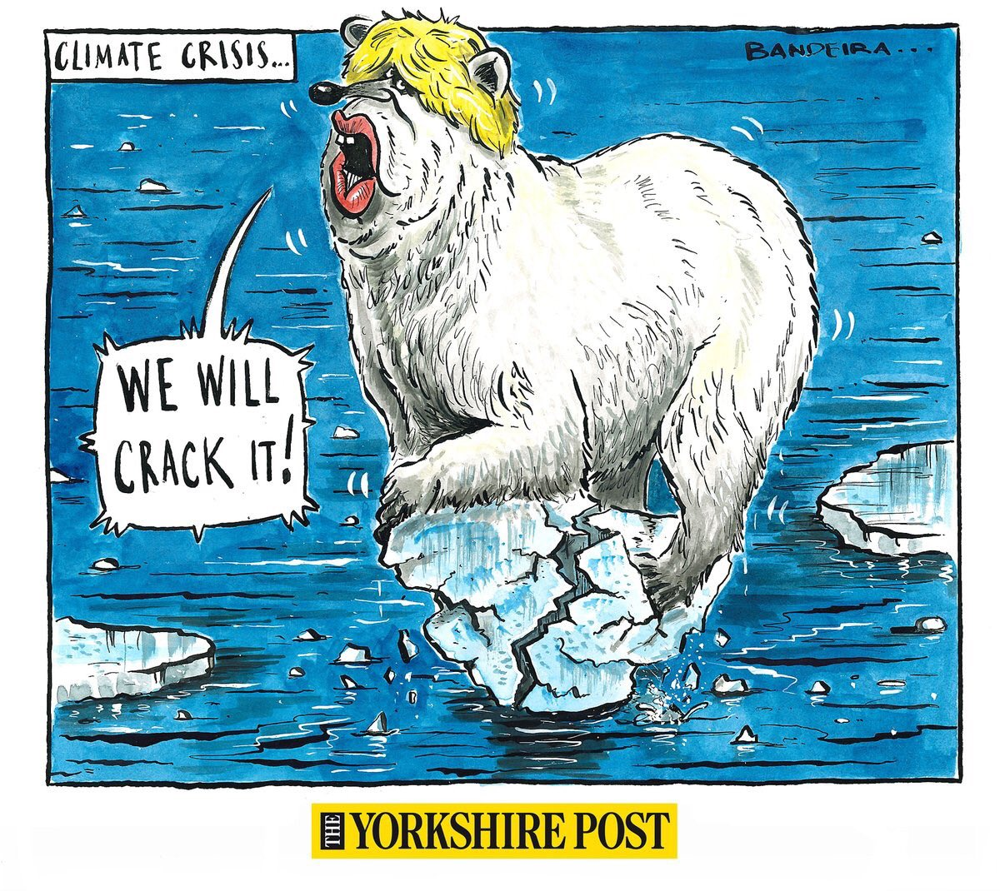 CLIMATE CRISIS...
BANDEIRA...
WE WILL
CRACK IT!
THE YORKSHIRE POST